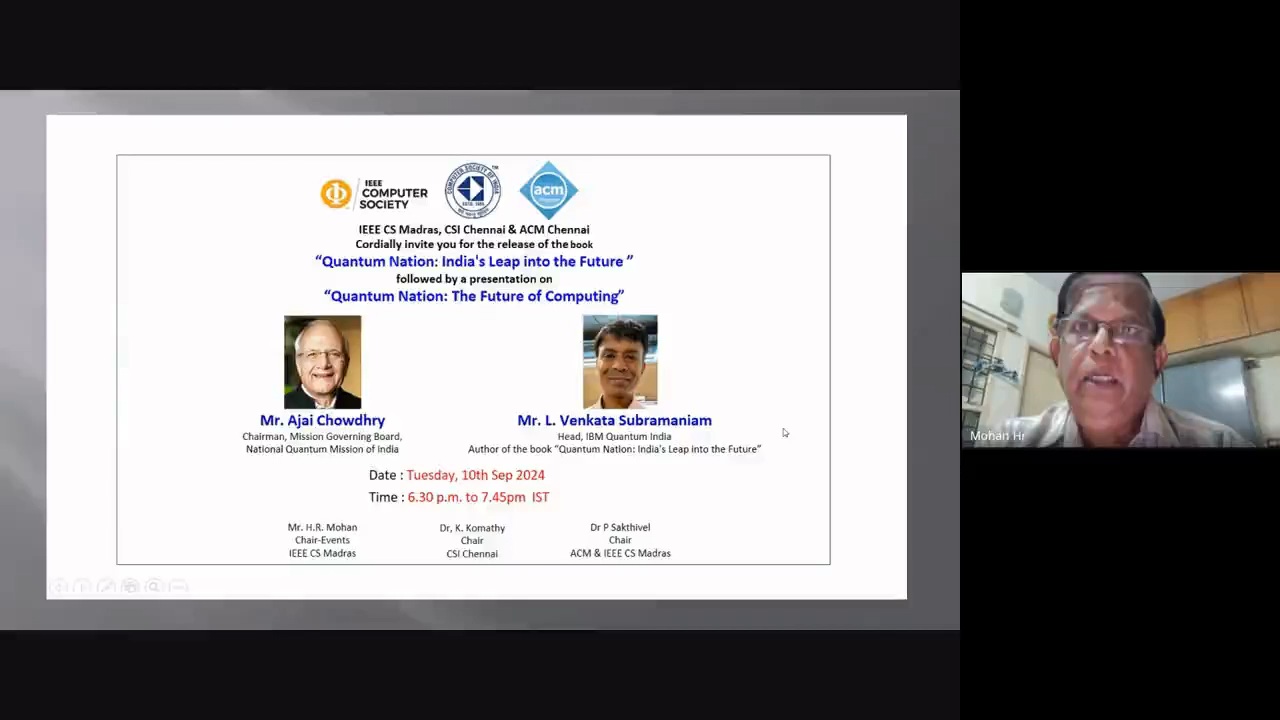 IEEE
COMPUTER
SOCIETY
COMPUTER SOCIETY OF INDIA
acm
IEEE CS Madras, CSI Chennai & ACM Chennai
Cordially invite you for the release of the book
“Quantum Nation: India's Leap into the Future ”
followed by a presentation on
“Quantum Nation: The Future of Computing”
Mr. Ajai Chowdhry
Chairman, Mission Governing Board,
National Quantum Mission of India
Mr. L. Venkata Subramaniam
Head, IBM Quantum India
Author of the book “Quantum Nation: India's Leap into the Future”
Date : Tuesday, 10th Sep 2024
Time : 6.30 p.m. to 7.45pm IST
Mr. H.R. Mohan
Chair-Events
IEEE CS Madras
Dr, K. Komathy
Chair
CSI Chennai
Dr P Sakthivel
Chair
ACM & IEEE CS Madras
Mohan Hr